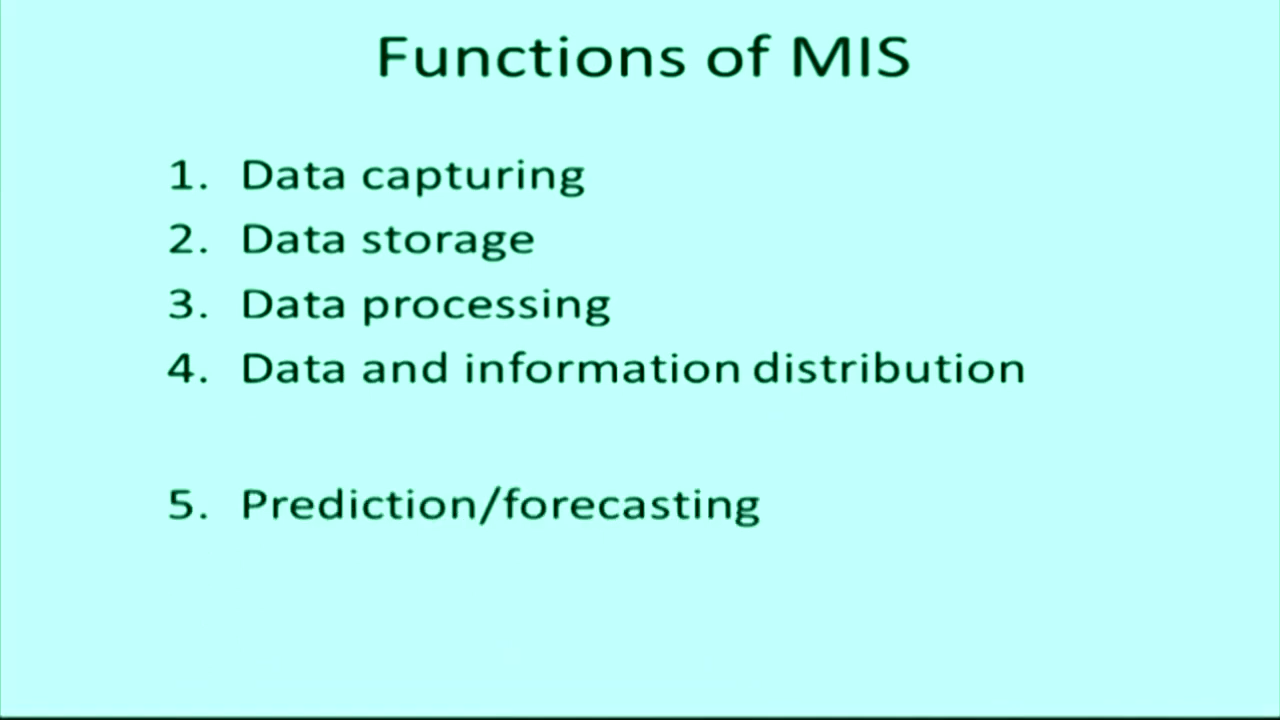 Functions of MIS
1. Data capturing
2. Data storage
3. Data processing
4. Data and information distribution
5. Prediction/forecasting